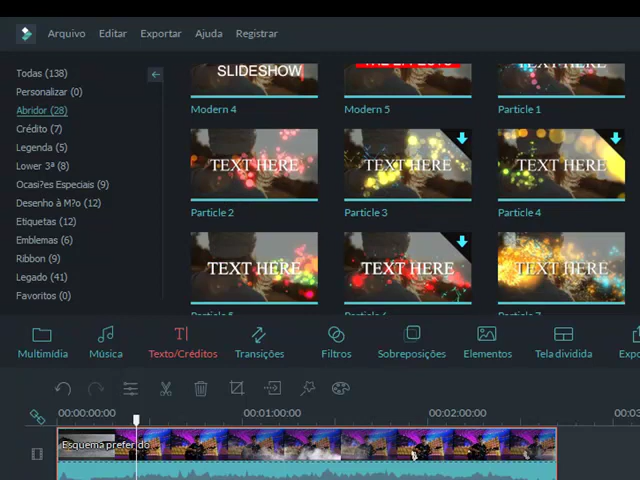 Arquivo Editar Exportar Ajuda Registrar
Todas (138)
Personalizar (0)
Abridor (28)
Crédito (7)
Legenda (5)
Lower 3ª (8)
Ocasi?es Especiais (9)
Desenho à M?o (12)
Etiquetas (12)
Emblemas (6)
Ribbon (9)
Legado (41)
Favoritos (0)
SLIDESHOW
Modern 4 Modern 5 Particle 1
TEXT HERE TEXT HERE TEXT HERE
Particle 2 Particle 3 Particle 4
TEXT HERE TEXT HERE TEXT HERE
Multimídia Música Texto/Créditos Transições Filtros Sobreposições Elementos Tela dividida
00:00:00:00 00:01:00:00 00:02:00:00
Esquema preferido